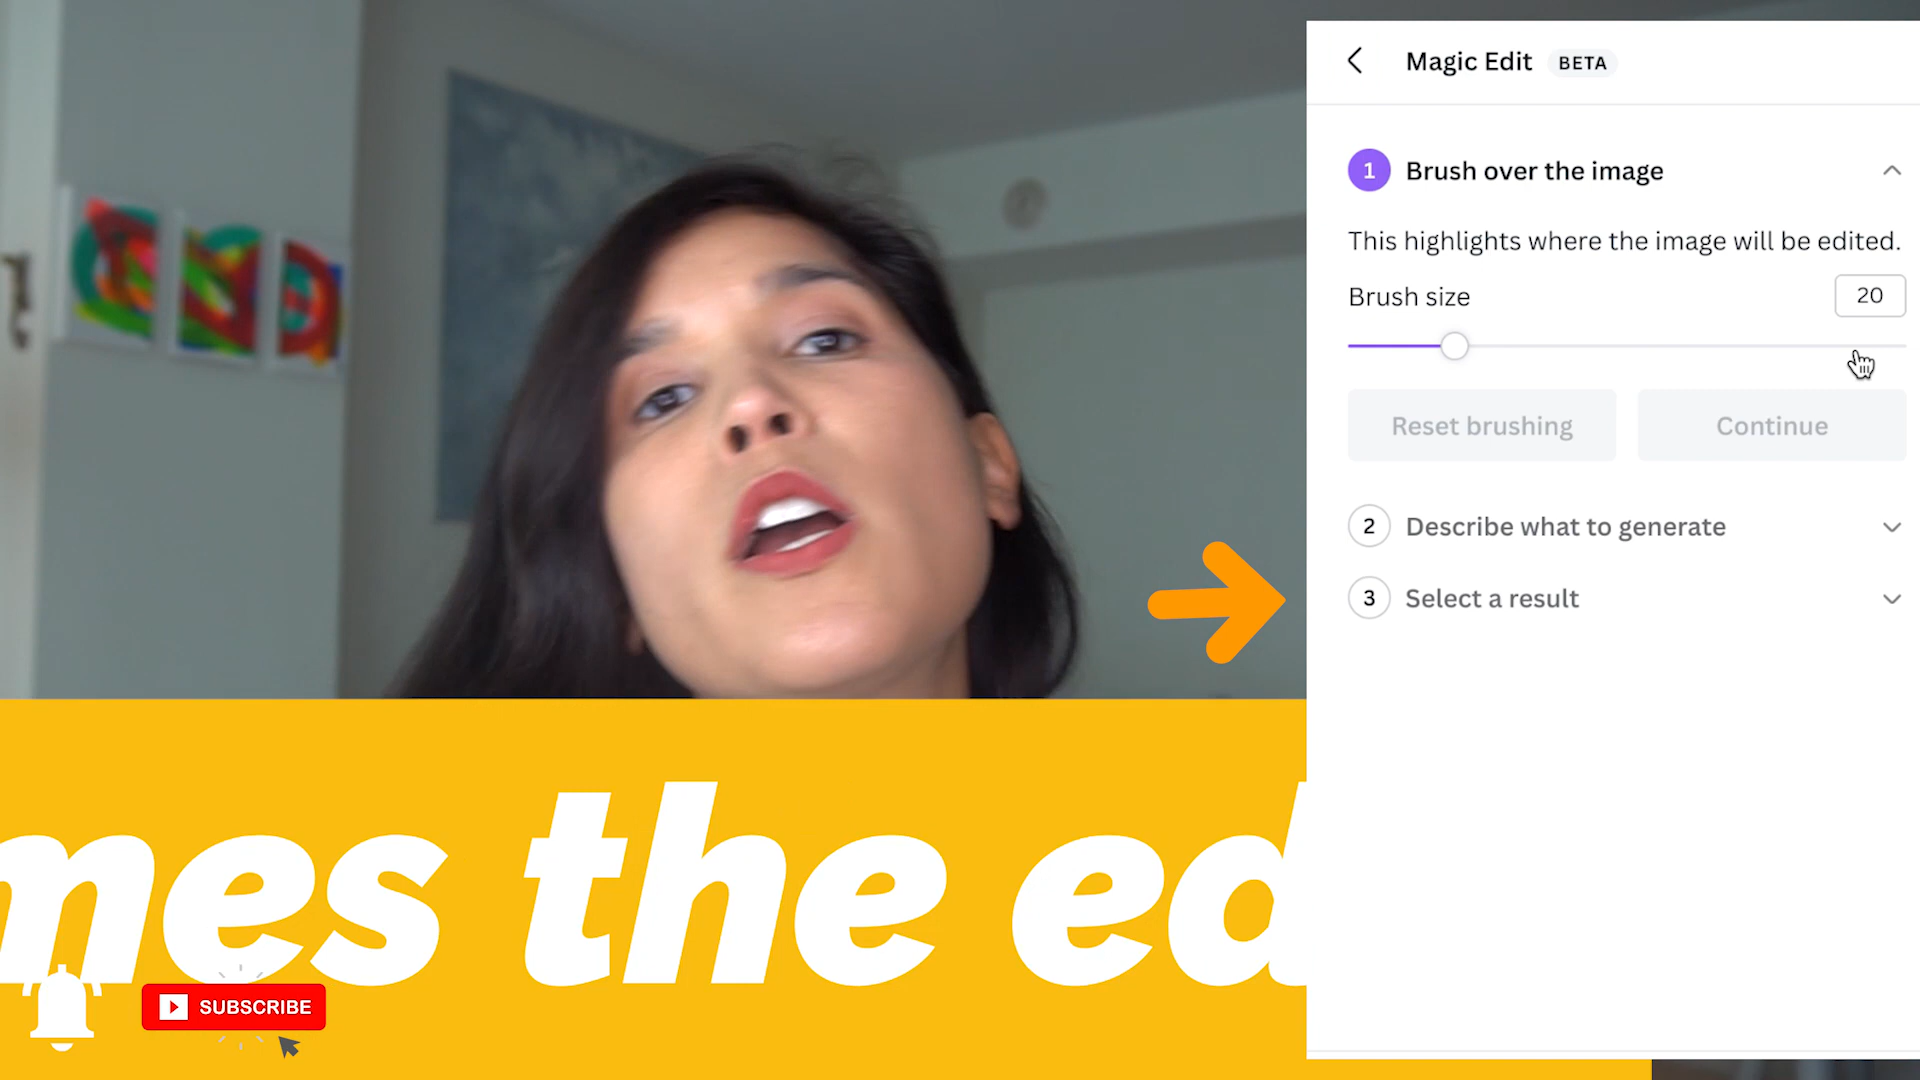 Magic Edit BETA
1 Brush over the image
This highlights where the image will be edited.
Brush size 20
Reset brushing Continue
2 Describe what to generate
3 Select a result
mes the ed
SUBSCRIBE